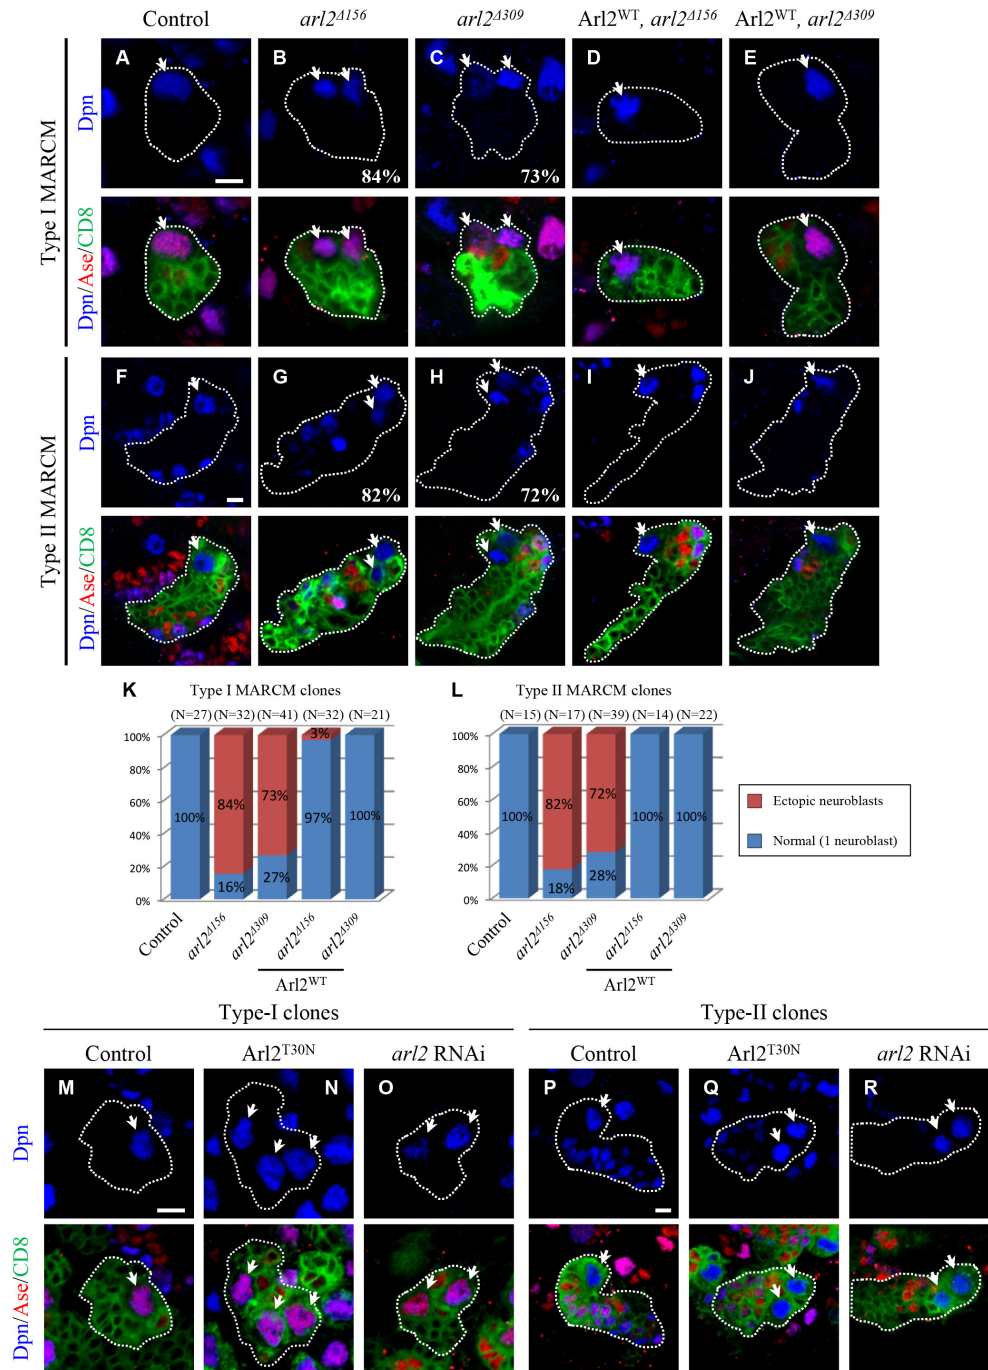 Control arl2Δ156 arl2Δ309 Arl2WT, arl2Δ156 Arl2WT, arl2Δ309
Type I MARCM
Dpn
A B C D E
84% 73%
Dpn/Ase/CD8
Type II MARCM
Dpn
F G H I J
82% 72%
Dpn/Ase/CD8
K Type I MARCM clones
(N=27) (N=32) (N=41) (N=32) (N=21)
100%
80%
60%
40%
20%
0%
100% 84% 16% 73% 27% 3% 97% 100%
Control arl2Δ156 arl2Δ309 arl2Δ156 arl2Δ309
Arl2WT
L Type II MARCM clones
(N=15) (N=17) (N=39) (N=14) (N=22)
100%
80%
60%
40%
20%
0%
100% 82% 18% 72% 28% 100% 100%
Control arl2Δ156 arl2Δ309 arl2Δ156 arl2Δ309
Arl2WT
Ectopic neuroblasts
Normal (1 neuroblast)
Type-I clones Type-II clones
Control Arl2T30N arl2 RNAi Control Arl2T30N arl2 RNAi
Dpn
M N O P Q R
Dpn/Ase/CD8